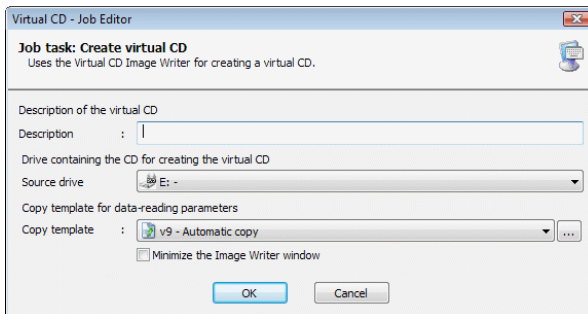 Virtual CD - Job Editor
Job task: Create virtual CD
Uses the Virtual CD Image Writer for creating a virtual CD.
Description of the virtual CD
Description :
Drive containing the CD for creating the virtual CD
Source drive : E: -
Copy template for data-reading parameters
Copy template : v9 - Automatic copy ...
Minimize the Image Writer window
OK Cancel